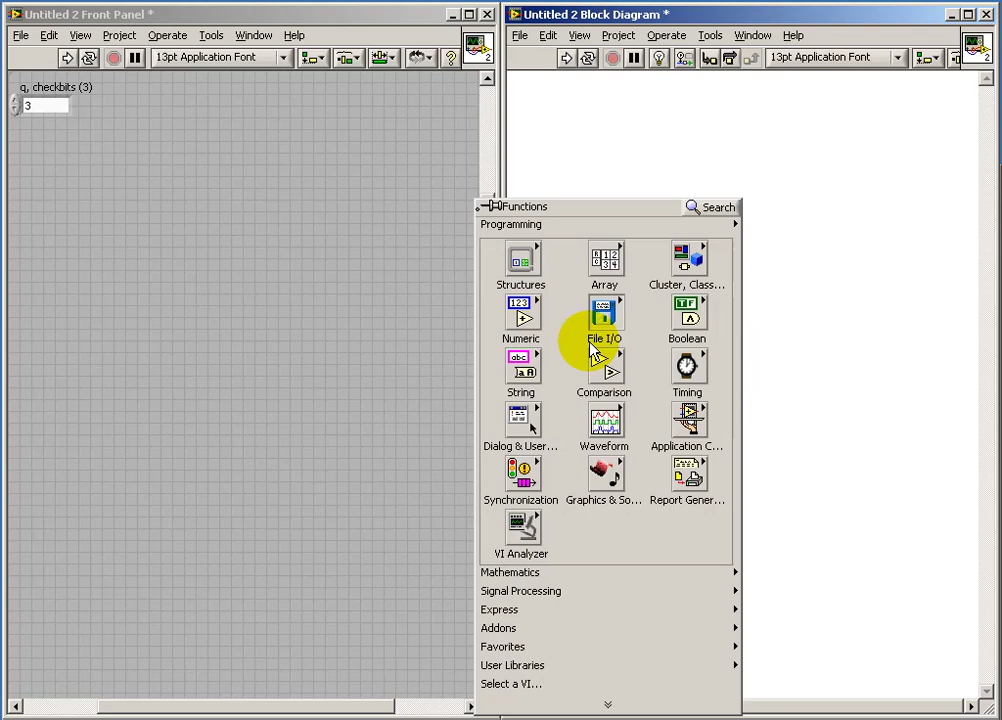 Untitled 2 Front Panel *
File Edit View Project Operate Tools Window Help
13pt Application Font
2
q, checkbits (3)
3
Untitled 2 Block Diagram *
File Edit View Project Operate Tools Window Help
13pt Application Font
2
Functions Search
Programming
Structures Array Cluster, Class...
Numeric File I/O Boolean
String Comparison Timing
Dialog & User... Waveform Application C...
Synchronization Graphics & So... Report Gener...
VI Analyzer
Mathematics
Signal Processing
Express
Addons
Favorites
User Libraries
Select a VI...